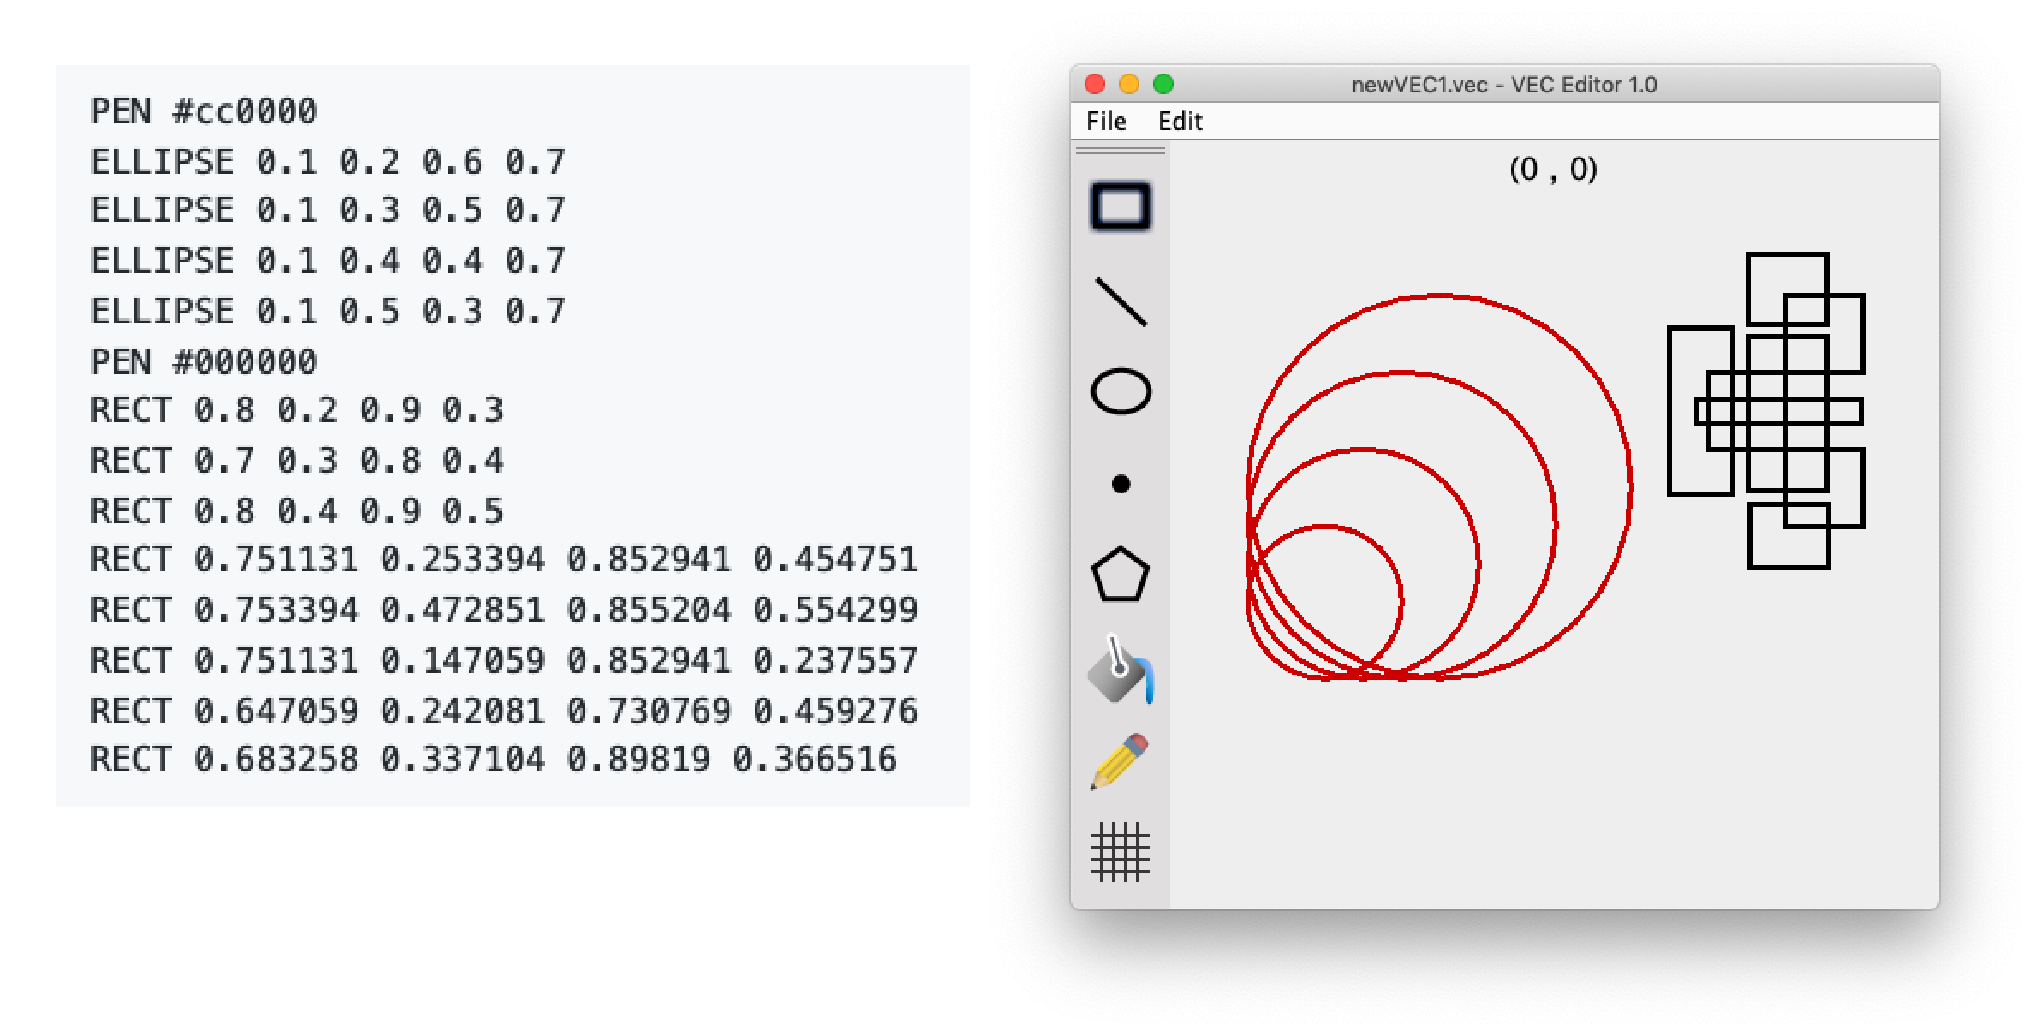 PEN #cc0000
ELLIPSE 0.1 0.2 0.6 0.7
ELLIPSE 0.1 0.3 0.5 0.7
ELLIPSE 0.1 0.4 0.4 0.7
ELLIPSE 0.1 0.5 0.3 0.7
PEN #000000
RECT 0.8 0.2 0.9 0.3
RECT 0.7 0.3 0.8 0.4
RECT 0.8 0.4 0.9 0.5
RECT 0.751131 0.253394 0.852941 0.454751
RECT 0.753394 0.472851 0.855204 0.554299
RECT 0.751131 0.147059 0.852941 0.237557
RECT 0.647059 0.242081 0.730769 0.459276
RECT 0.683258 0.337104 0.89819 0.366516
newVEC1.vec - VEC Editor 1.0
File Edit
(0 , 0)